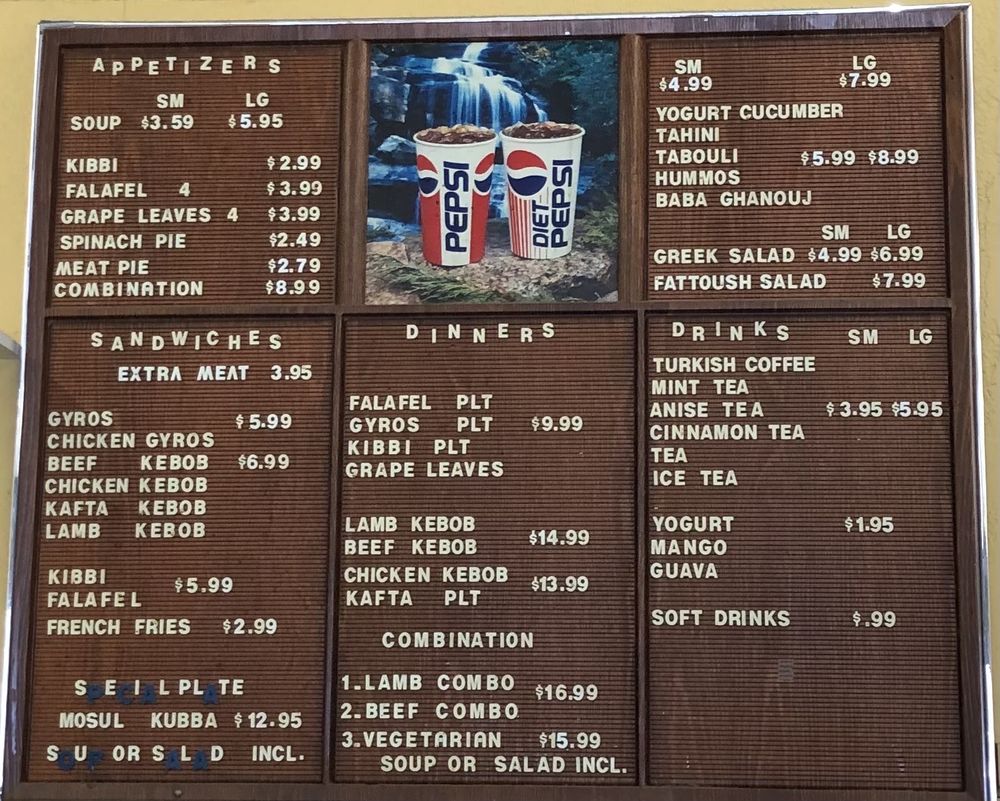 APPETIZERS
SM LG
SOUP $3.59 $5.95
KIBBI $2.99
FALAFEL 4 $3.99
GRAPE LEAVES 4 $3.99
SPINACH PIE $2.49
MEAT PIE $2.79
COMBINATION $8.99
PEPSI
DIET PEPSI
SM LG
$4.99 $7.99
YOGURT CUCUMBER
TAHINI
TABOULI $5.99 $8.99
HUMMOS
BABA GHANOUJ
SM LG
GREEK SALAD $4.99 $6.99
FATTOUSH SALAD $7.99
SANDWICHES
EXTRA MEAT 3.95
GYROS $5.99
CHICKEN GYROS
BEEF KEBOB $6.99
CHICKEN KEBOB
KAFTA KEBOB
LAMB KEBOB
KIBBI
$5.99
FALAFEL
FRENCH FRIES $2.99
SPECIAL PLATE
MOSUL KUBBA $12.95
SOUP OR SALAD INCL.
DINNERS
FALAFEL PLT
GYROS PLT $9.99
KIBBI PLT
GRAPE LEAVES
LAMB KEBOB
$14.99
BEEF KEBOB
CHICKEN KEBOB
$13.99
KAFTA PLT
COMBINATION
1.LAMB COMBO
$16.99
2.BEEF COMBO
3.VEGETARIAN $15.99
SOUP OR SALAD INCL.
DRINKS SM LG
TURKISH COFFEE
MINT TEA
ANISE TEA $3.95 $5.95
CINNAMON TEA
TEA
ICE TEA
YOGURT $1.95
MANGO
GUAVA
SOFT DRINKS $.99